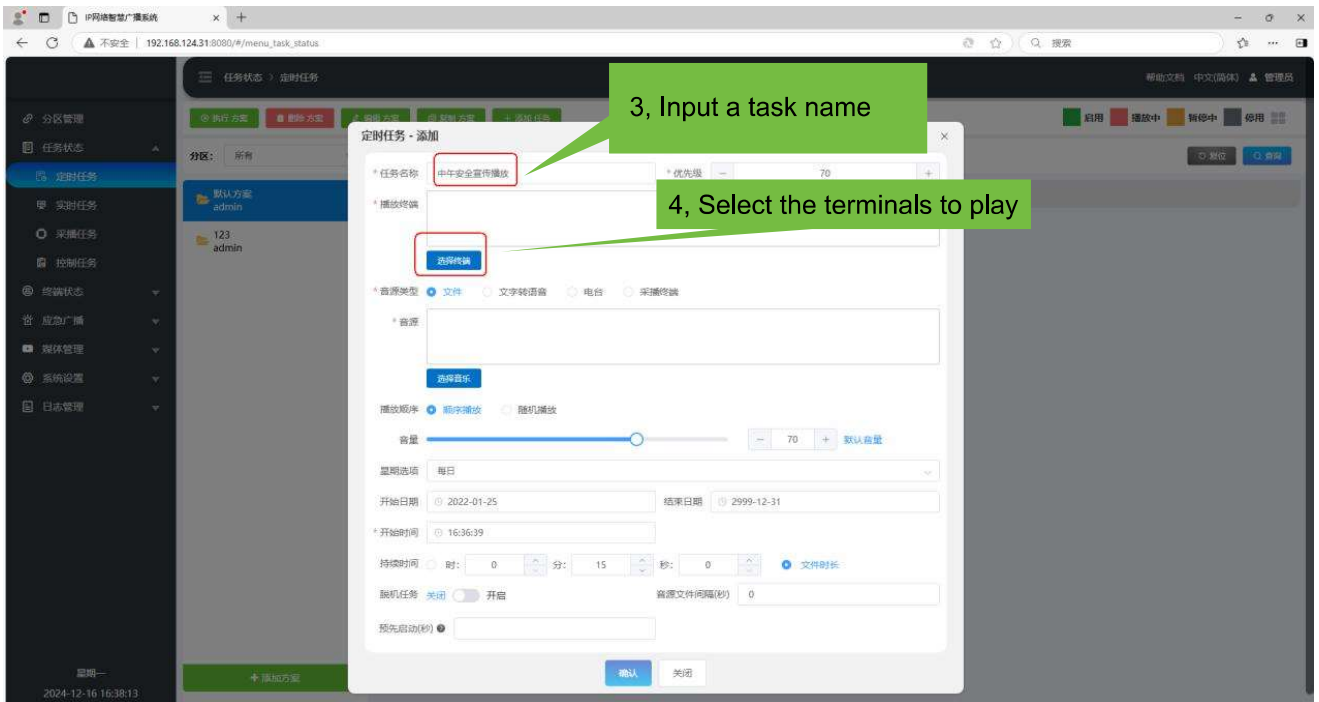 IP网络智慧广播系统
不安全 192.168.124.31:8080/#/menu_task_status
搜索
任务状态 > 定时任务
帮助文档 中文(简体) 管理员
3, Input a task name
分区管理
执行方案 删除方案 编辑方案 复制方案 + 添加任务
启用 播放中 暂停中 停用
任务状态
定时任务 - 添加
分区: 所有
复位 查询
* 任务名称 中午安全宣传播放 * 优先级 - 70 +
定时任务
默认方案
admin
* 播放终端
4, Select the terminals to play
实时任务
采播任务
123
admin
选择终端
控制任务
终端状态
* 音源类型 文件 文字转语音 电台 采播终端
应急广播
* 音源
媒体管理
系统设置
选择音乐
日志管理
播放顺序 顺序播放 随机播放
音量 - 70 + 默认音量
星期选项 每日
开始日期 2022-01-25 结束日期 2999-12-31
* 开始时间 16:36:39
持续时间 时: 0 分: 15 秒: 0 文件时长
脱机任务 关闭 开启 音源文件间隔(秒) 0
预先启动(秒)
星期一
+ 添加方案
确认 关闭
2024-12-16 16:38:13